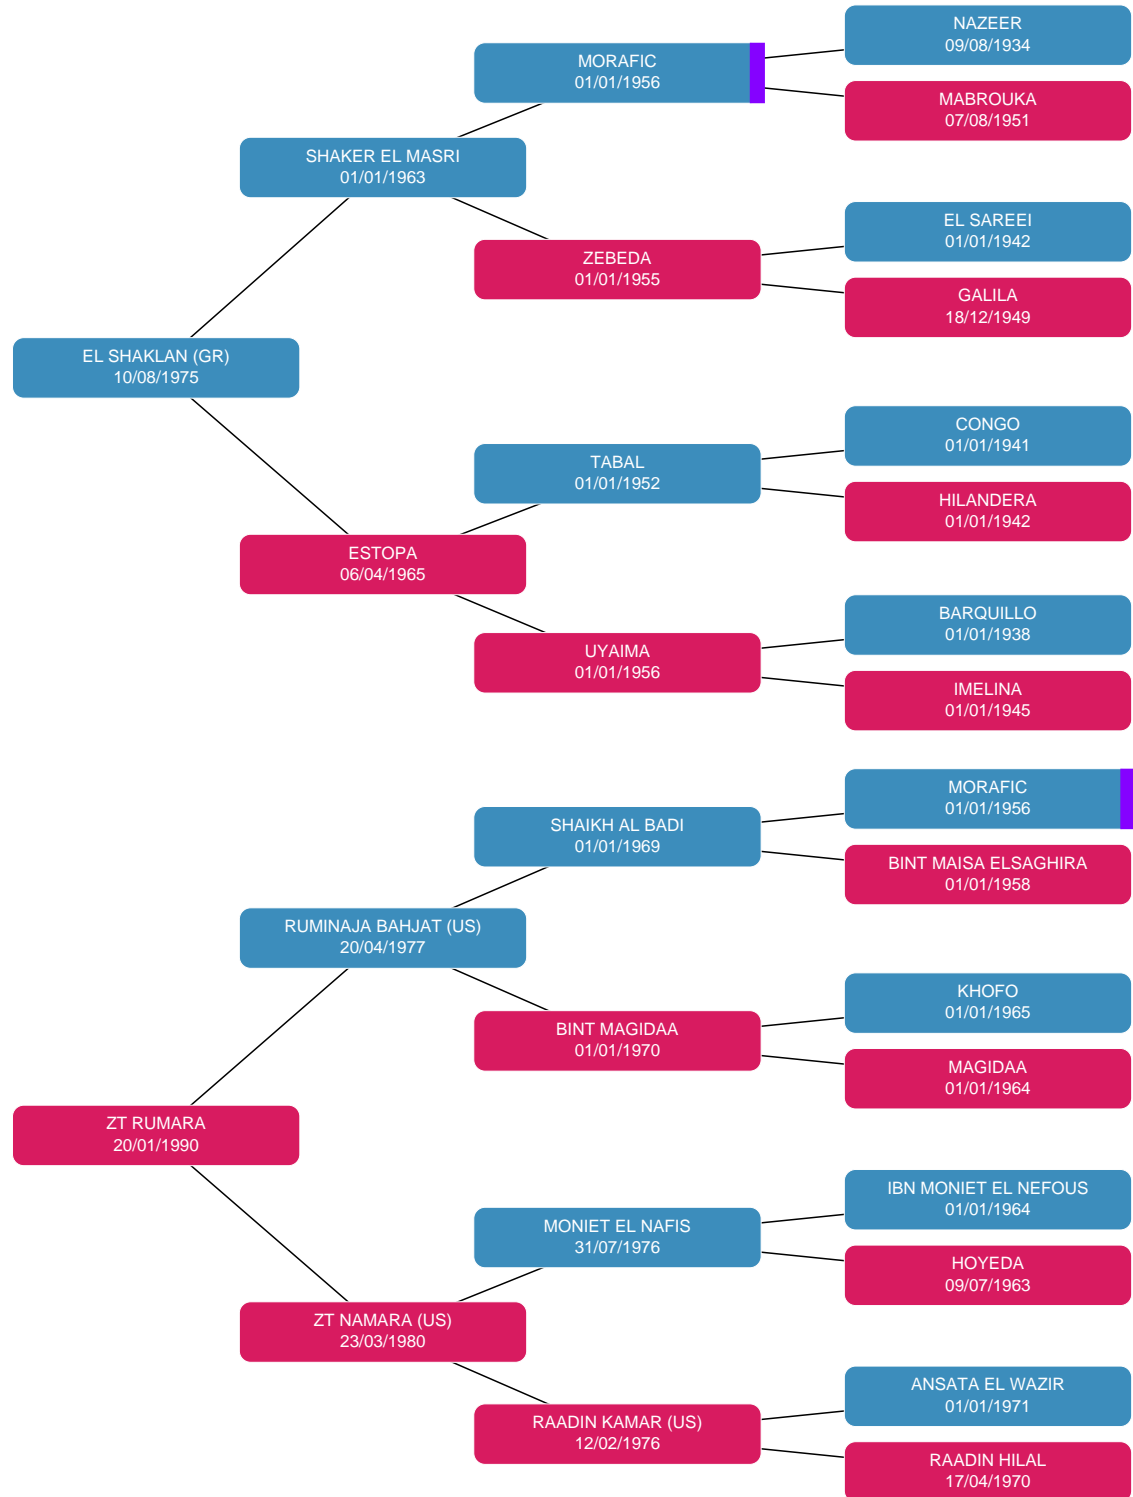 NAZEER
09/08/1934
MORAFIC
01/01/1956
MABROUKA
07/08/1951
SHAKER EL MASRI
01/01/1963
EL SAREEI
01/01/1942
ZEBEDA
01/01/1955
GALILA
18/12/1949
EL SHAKLAN (GR)
10/08/1975
CONGO
01/01/1941
TABAL
01/01/1952
HILANDERA
01/01/1942
ESTOPA
06/04/1965
BARQUILLO
01/01/1938
UYAIMA
01/01/1956
IMELINA
01/01/1945
MORAFIC
01/01/1956
SHAIKH AL BADI
01/01/1969
BINT MAISA ELSAGHIRA
01/01/1958
RUMINAJA BAHJAT (US)
20/04/1977
KHOFO
01/01/1965
BINT MAGIDAA
01/01/1970
MAGIDAA
01/01/1964
ZT RUMARA
20/01/1990
IBN MONIET EL NEFOUS
01/01/1964
MONIET EL NAFIS
31/07/1976
HOYEDA
09/07/1963
ZT NAMARA (US)
23/03/1980
ANSATA EL WAZIR
01/01/1971
RAADIN KAMAR (US)
12/02/1976
RAADIN HILAL
17/04/1970